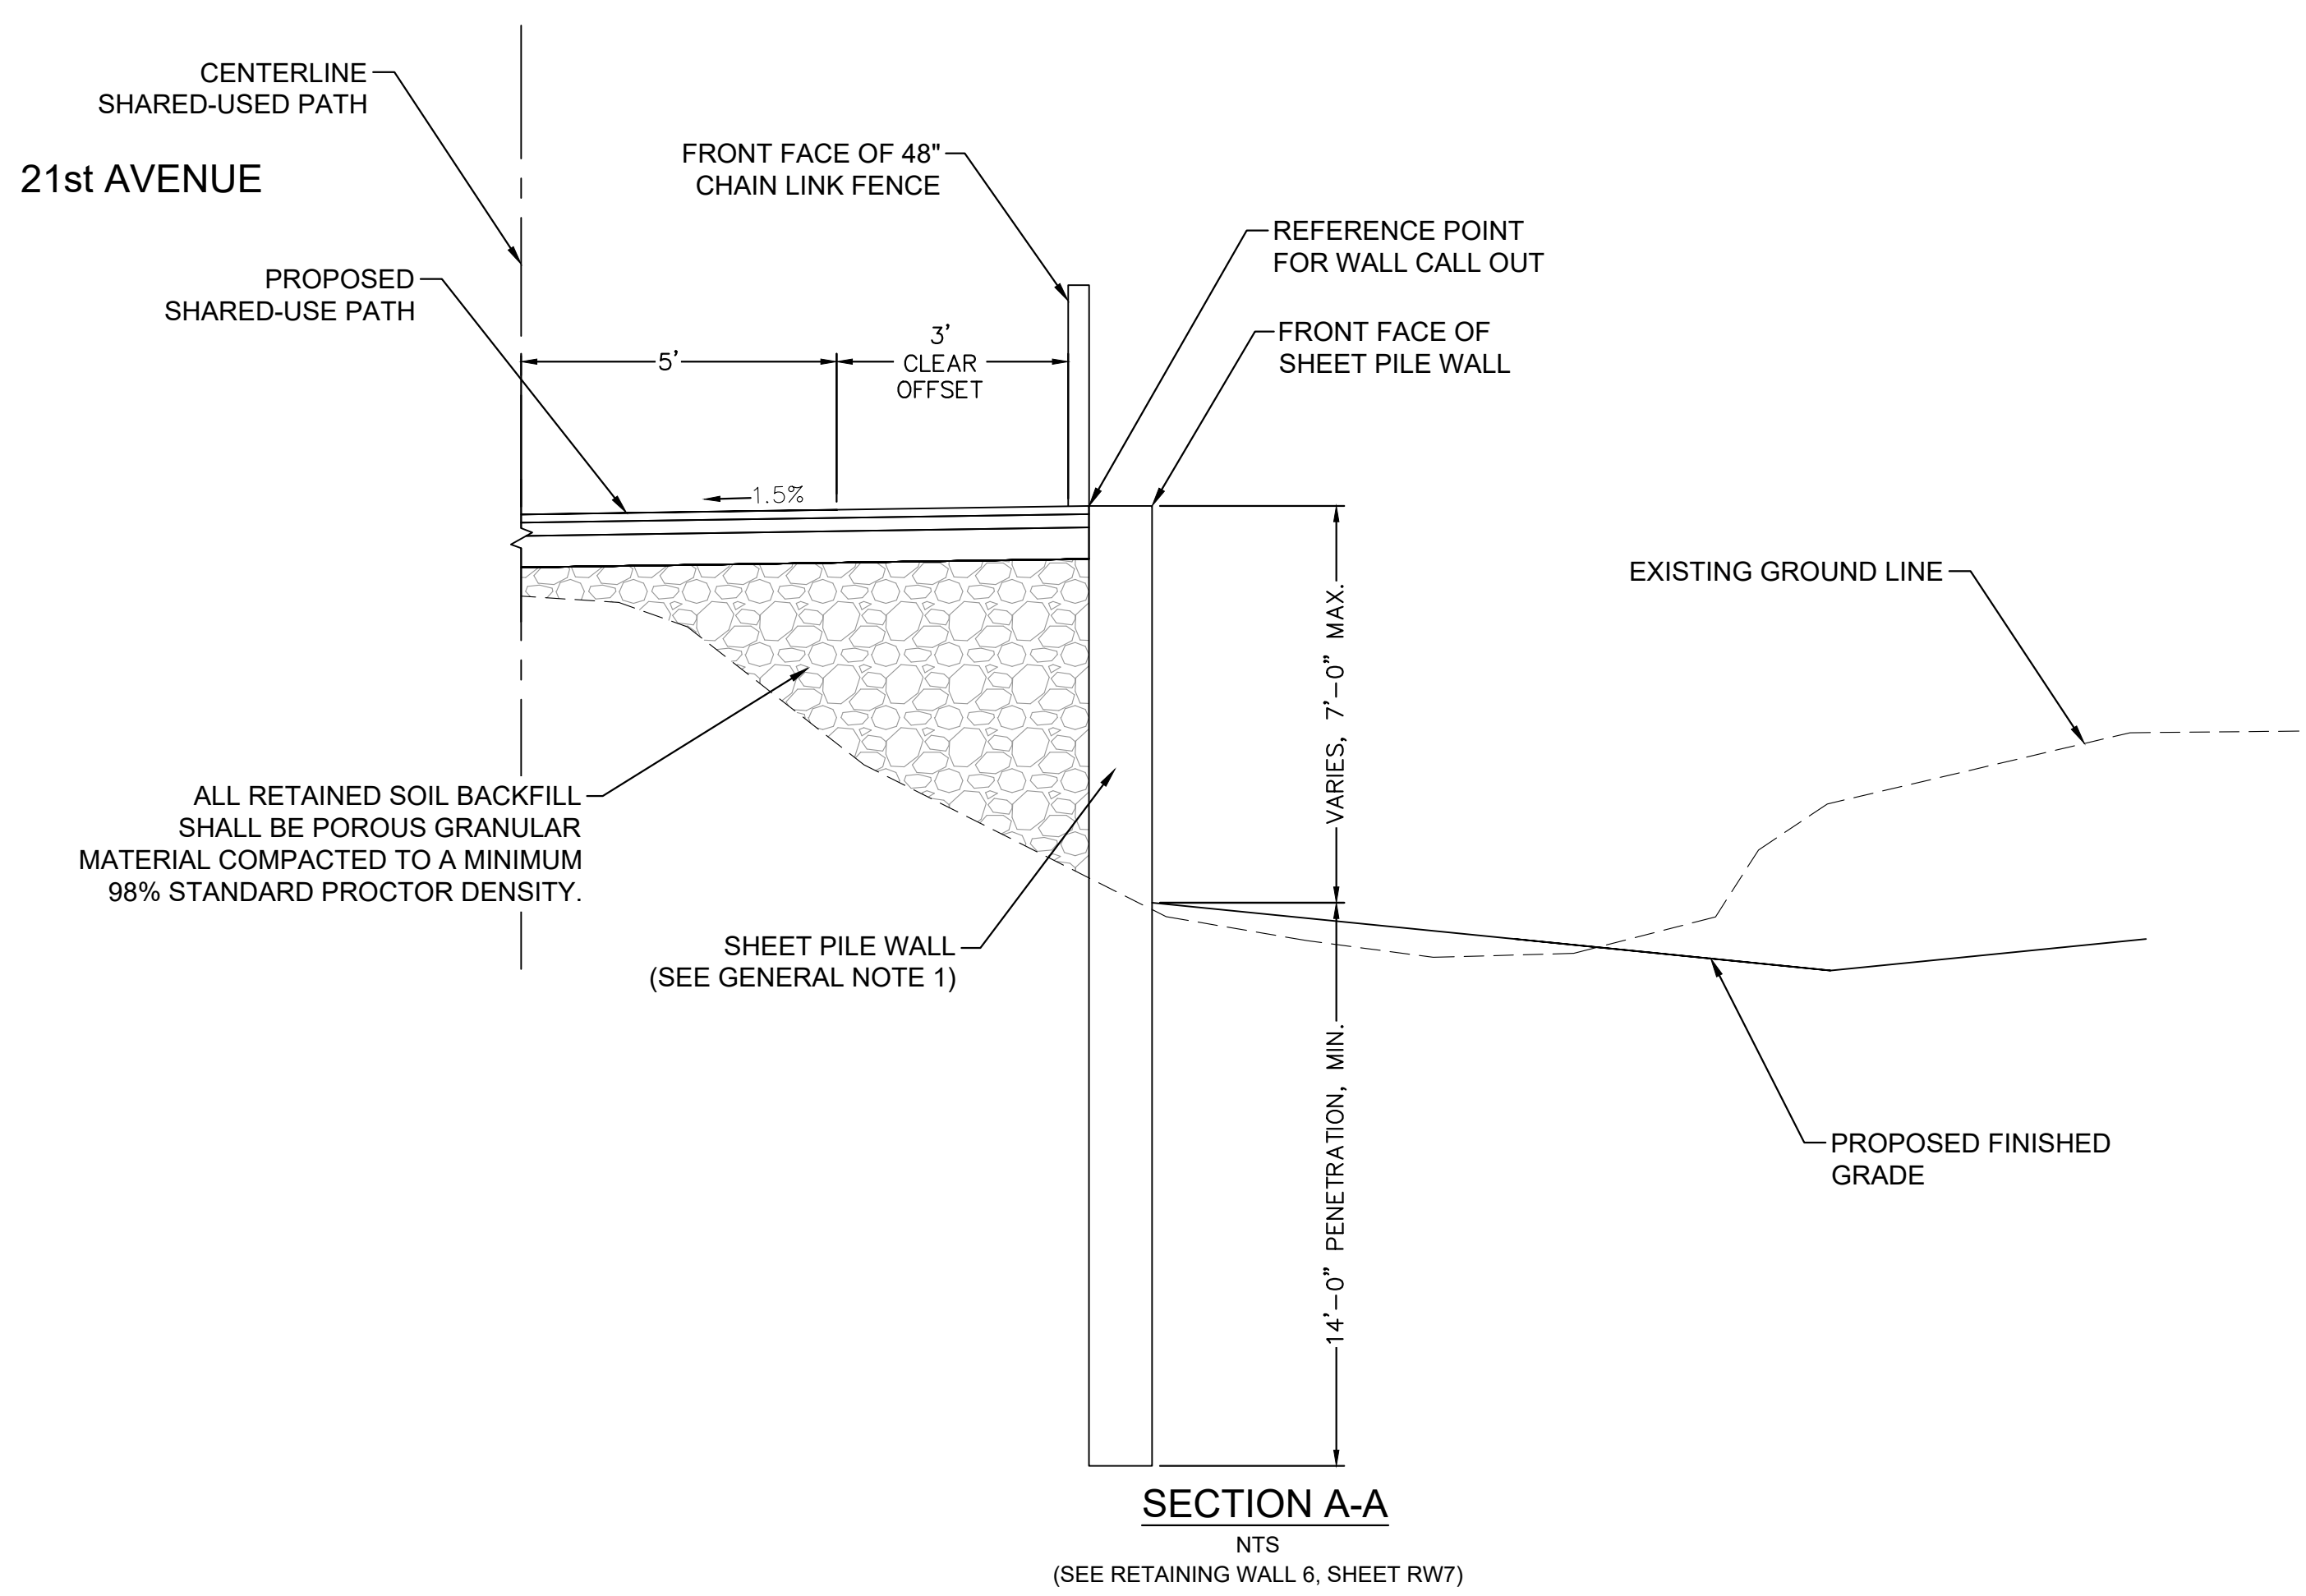 CENTERLINE
SHARED-USED PATH
21st AVENUE
FRONT FACE OF 48"
CHAIN LINK FENCE
REFERENCE POINT
FOR WALL CALL OUT
PROPOSED
SHARED-USE PATH
FRONT FACE OF
SHEET PILE WALL
5'
3'
CLEAR
OFFSET
1.5%
VARIES, 7'-0" MAX.
EXISTING GROUND LINE
ALL RETAINED SOIL BACKFILL
SHALL BE POROUS GRANULAR
MATERIAL COMPACTED TO A MINIMUM
98% STANDARD PROCTOR DENSITY.
SHEET PILE WALL
(SEE GENERAL NOTE 1)
14'-0" PENETRATION, MIN.
PROPOSED FINISHED
GRADE
SECTION A-A
NTS
(SEE RETAINING WALL 6, SHEET RW7)